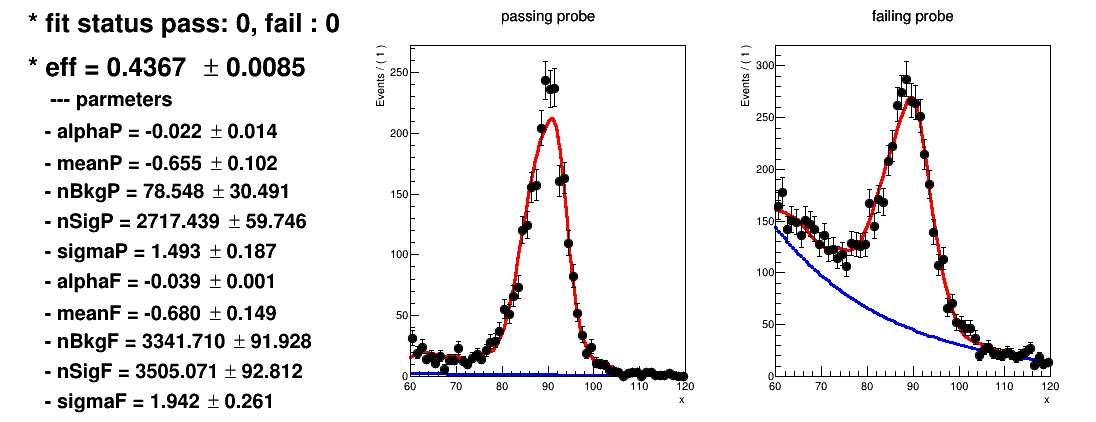 * fit status pass: 0, fail : 0
* eff = 0.4367 ± 0.0085
--- parmeters
- alphaP = -0.022 ± 0.014
- meanP = -0.655 ± 0.102
- nBkgP = 78.548 ± 30.491
- nSigP = 2717.439 ± 59.746
- sigmaP = 1.493 ± 0.187
- alphaF = -0.039 ± 0.001
- meanF = -0.680 ± 0.149
- nBkgF = 3341.710 ± 91.928
- nSigF = 3505.071 ± 92.812
- sigmaF = 1.942 ± 0.261
passing probe
Events / ( 1 )
250
200
150
100
50
0
60 70 80 90 100 110 120
x
failing probe
Events / ( 1 )
300
250
200
150
100
50
0
60 70 80 90 100 110 120
x